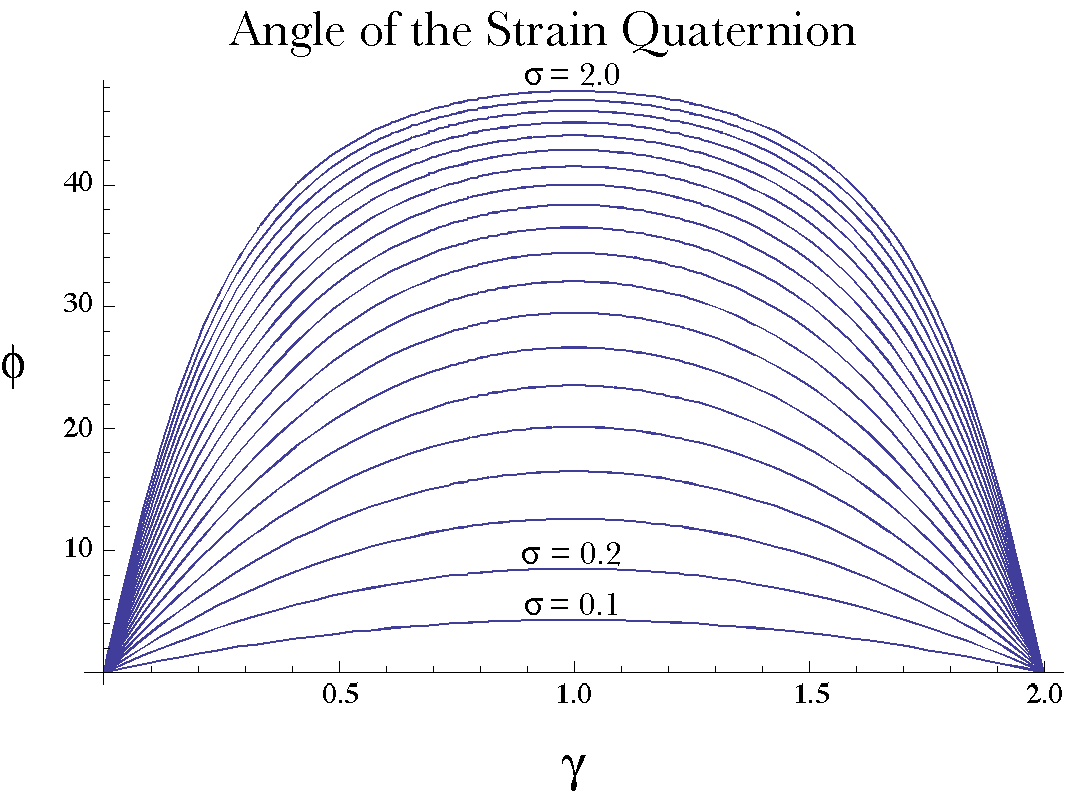 Angle of the Strain Quaternion
σ = 2.0
40
30
ϕ
20
10
σ = 0.2
σ = 0.1
0.5 1.0 1.5 2.0
γ